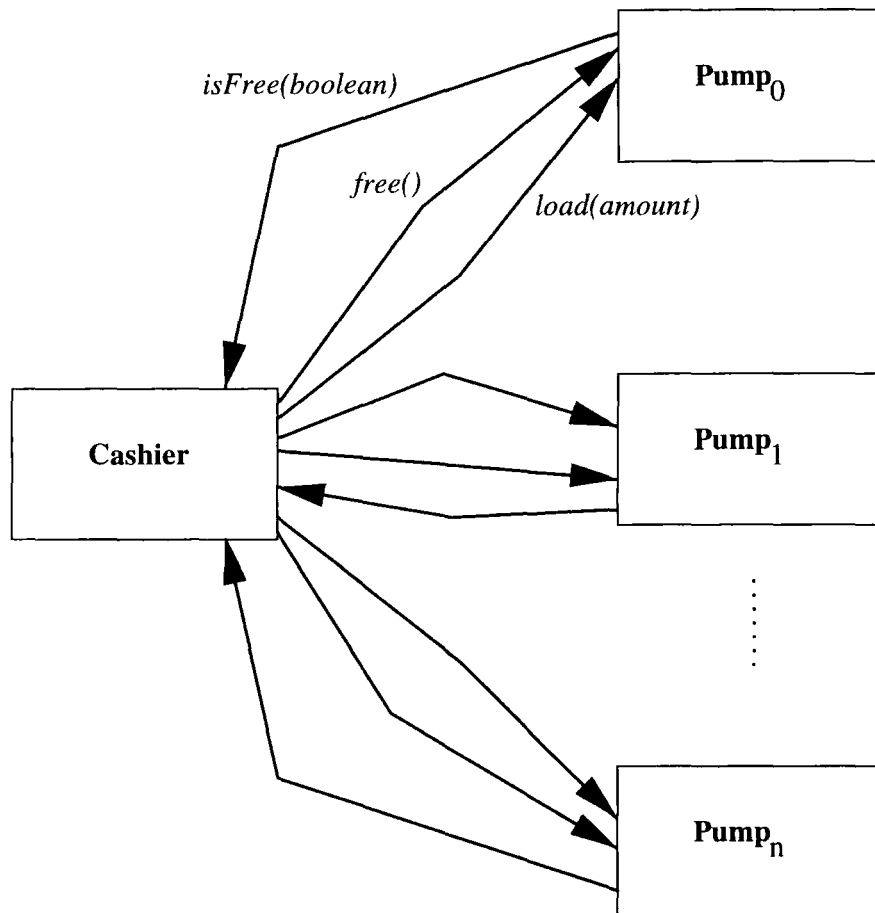 Pump0
isFree(boolean)
free()
load(amount)
Pump1
Cashier
Pumpn